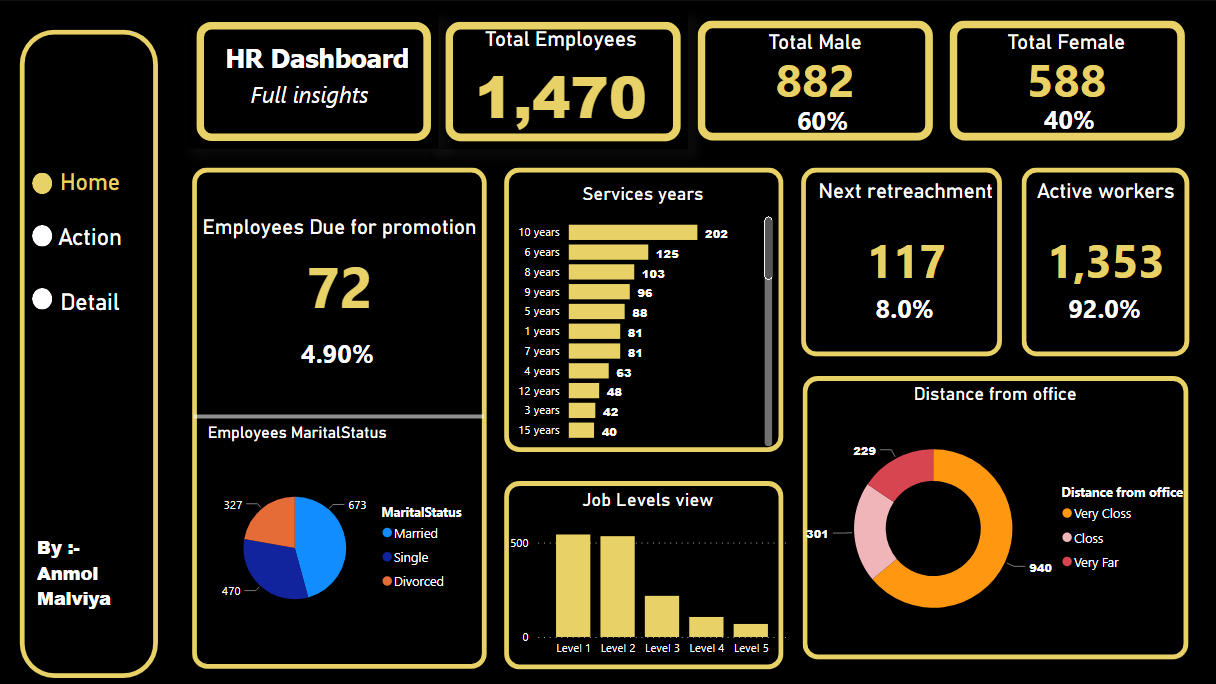 HR Dashboard
Full insights
Total Employees
1,470
Total Male
882
60%
Total Female
588
40%
Home
Action
Detail
By :-
Anmol
Malviya
Employees Due for promotion
72
4.90%
Employees MaritalStatus
327
673
470
MaritalStatus
Married
Single
Divorced
Services years
10 years 202
6 years 125
8 years 103
9 years 96
5 years 88
1 years 81
7 years 81
4 years 63
12 years 48
3 years 42
15 years 40
Job Levels view
500
0
Level 1 Level 2 Level 3 Level 4 Level 5
Next retreachment
117
8.0%
Active workers
1,353
92.0%
Distance from office
229
301
940
Distance from office
Very Closs
Closs
Very Far